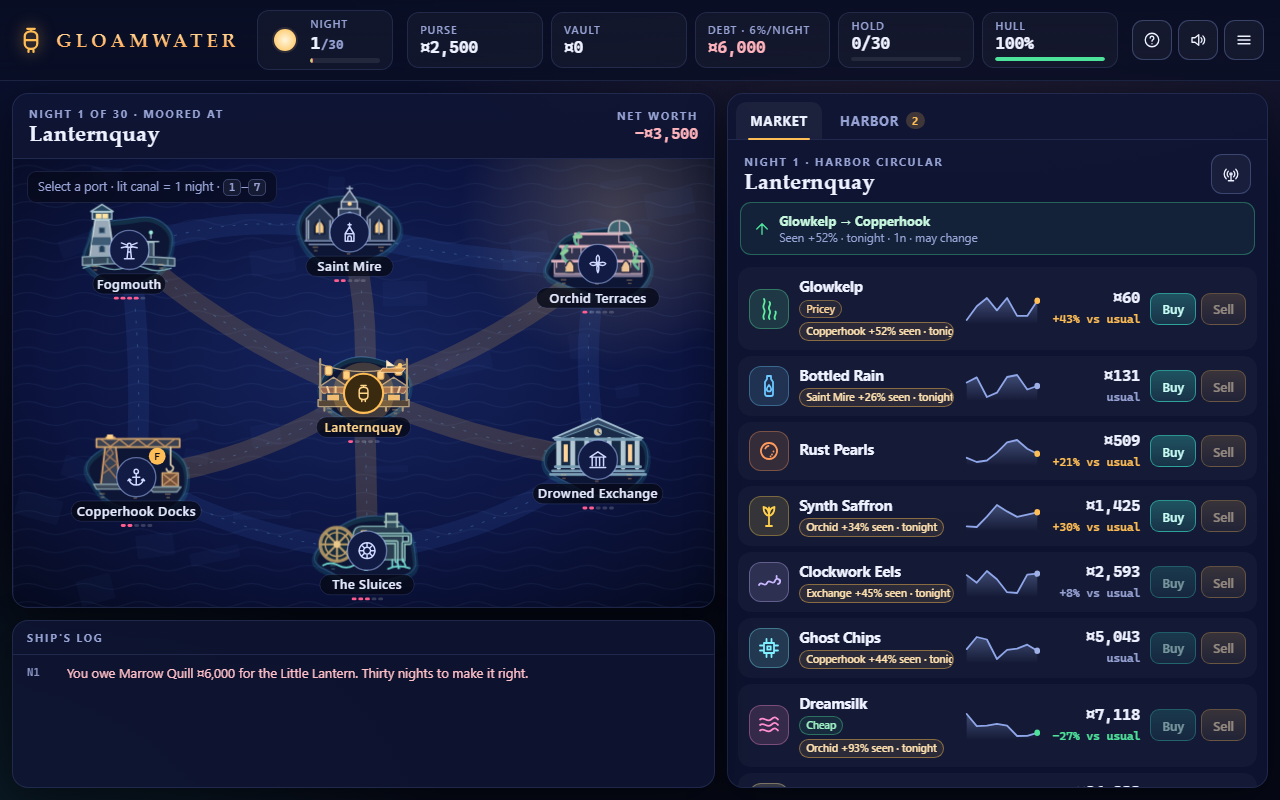 GLOAMWATER
NIGHT
1/30
PURSE
¤2,500
VAULT
¤0
DEBT · 6%/NIGHT
¤6,000
HOLD
0/30
HULL
100%
NIGHT 1 OF 30 · MOORED AT
Lanternquay
NET WORTH
−¤3,500
Select a port · lit canal = 1 night · 1–7
Fogmouth
Saint Mire
Orchid Terraces
Lanternquay
F
Copperhook Docks
Drowned Exchange
The Sluices
SHIP'S LOG
N1 You owe Marrow Quill ¤6,000 for the Little Lantern. Thirty nights to make it right.
MARKET
HARBOR 2
NIGHT 1 · HARBOR CIRCULAR
Lanternquay
Glowkelp → Copperhook
Seen +52% · tonight · 1n · may change
Glowkelp
Pricey
Copperhook +52% seen · tonig
¤60
+43% vs usual
Buy
Sell
Bottled Rain
Saint Mire +26% seen · tonight
¤131
usual
Buy
Sell
Rust Pearls
¤509
+21% vs usual
Buy
Sell
Synth Saffron
Orchid +34% seen · tonight
¤1,425
+30% vs usual
Buy
Sell
Clockwork Eels
Exchange +45% seen · tonight
¤2,593
+8% vs usual
Buy
Sell
Ghost Chips
Copperhook +44% seen · tonig
¤5,043
usual
Buy
Sell
Dreamsilk
Cheap
Orchid +93% seen · tonight
¤7,118
−27% vs usual
Buy
Sell